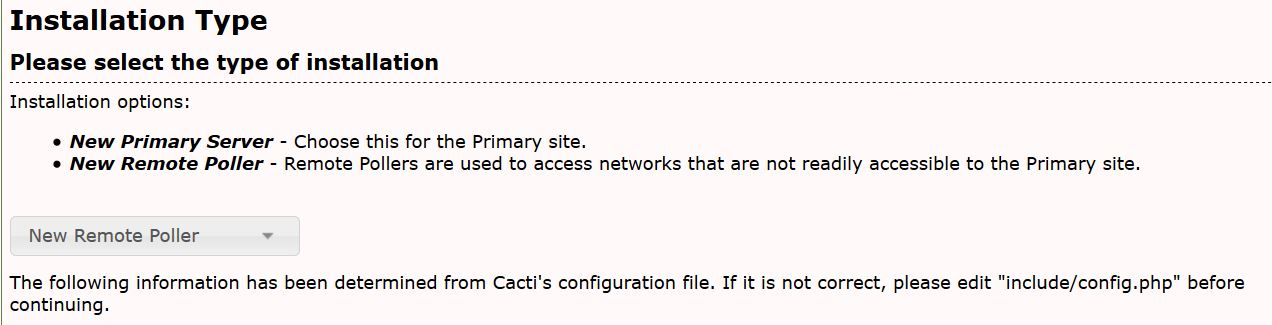 Installation Type
Please select the type of installation
Installation options:
• New Primary Server - Choose this for the Primary site.
• New Remote Poller - Remote Pollers are used to access networks that are not readily accessible to the Primary site.
New Remote Poller
The following information has been determined from Cacti's configuration file. If it is not correct, please edit "include/config.php" before
continuing.